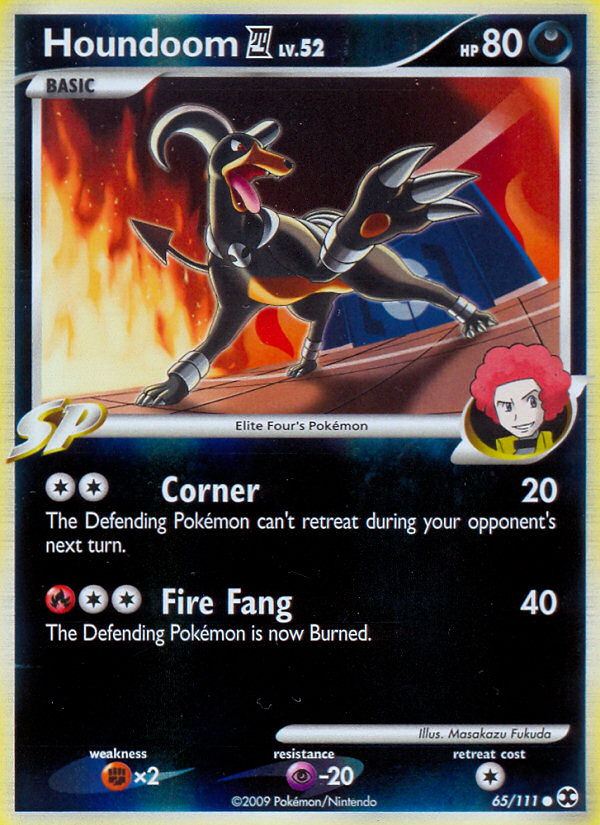 Houndoom LV.52 HP 80
BASIC
SP
Elite Four's Pokémon
Corner 20
The Defending Pokémon can't retreat during your opponent's
next turn.
Fire Fang 40
The Defending Pokémon is now Burned.
Illus. Masakazu Fukuda
weakness resistance retreat cost
×2 -20
©2009 Pokémon/Nintendo 65/111